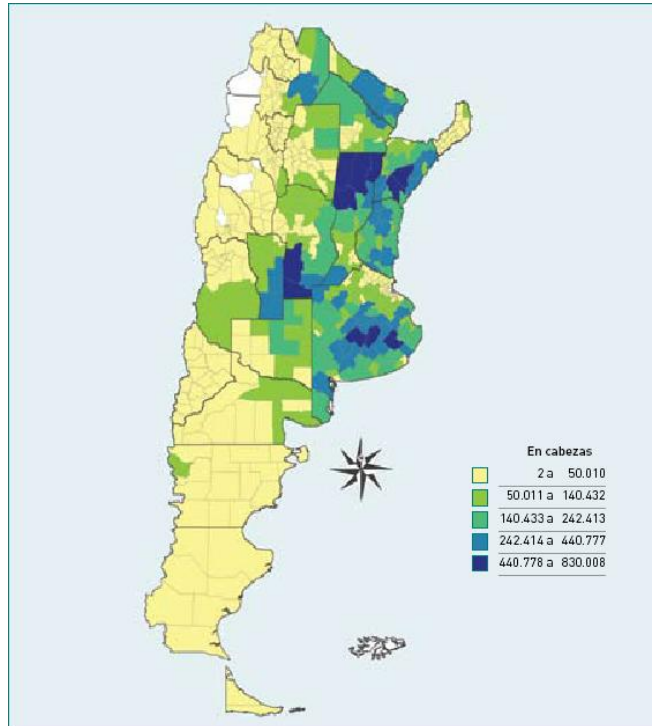 En cabezas
2 a 50.010
50.011 a 140.432
140.433 a 242.413
242.414 a 440.777
440.778 a 830.008